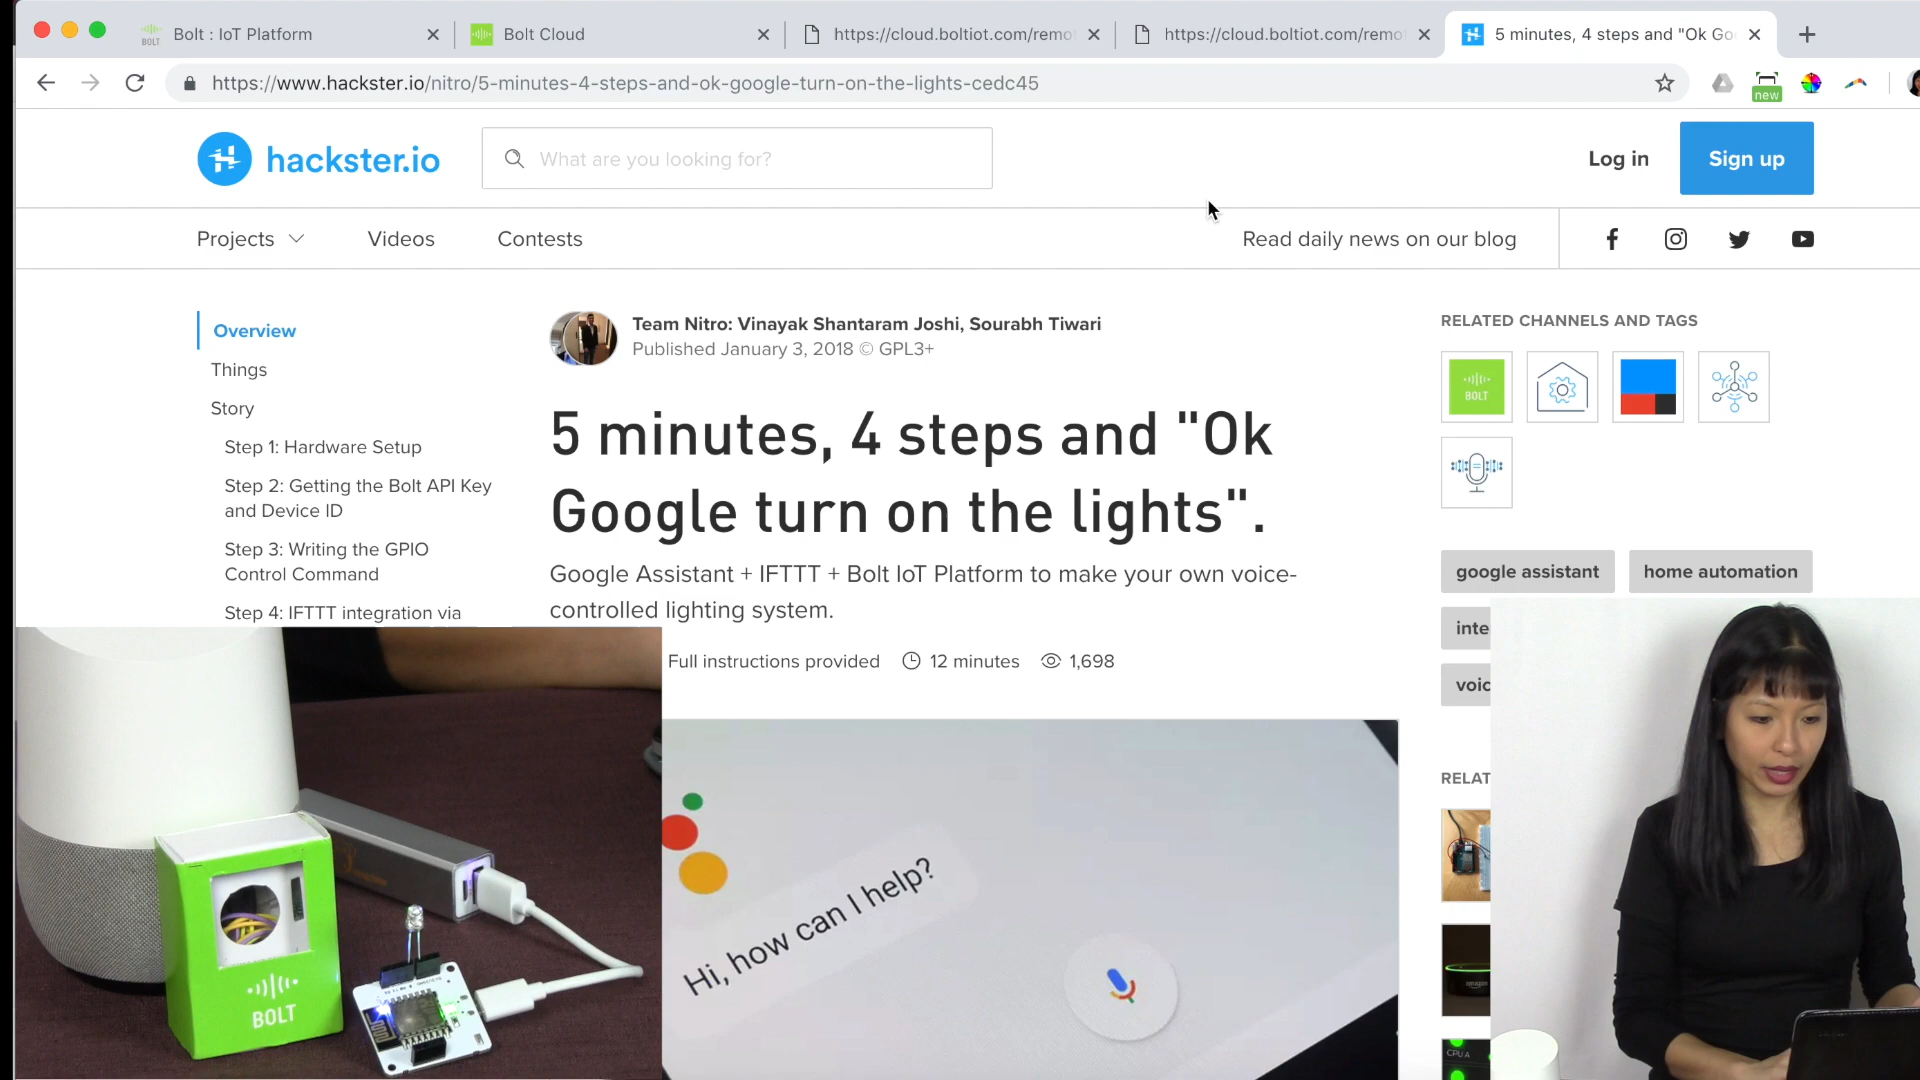 Bolt : IoT Platform
Bolt Cloud
https://cloud.boltiot.com/remo
https://cloud.boltiot.com/remo
5 minutes, 4 steps and "Ok Go
https://www.hackster.io/nitro/5-minutes-4-steps-and-ok-google-turn-on-the-lights-cedc45
new
hackster.io
What are you looking for?
Log in
Sign up
Projects
Videos
Contests
Read daily news on our blog
Overview
Things
Story
Step 1: Hardware Setup
Step 2: Getting the Bolt API Key
and Device ID
Step 3: Writing the GPIO
Control Command
Step 4: IFTTT integration via
Team Nitro: Vinayak Shantaram Joshi, Sourabh Tiwari
Published January 3, 2018 © GPL3+
5 minutes, 4 steps and "Ok
Google turn on the lights".
Google Assistant + IFTTT + Bolt IoT Platform to make your own voice-
controlled lighting system.
Full instructions provided
12 minutes
1,698
RELATED CHANNELS AND TAGS
BOLT
google assistant
home automation
inte
voic
RELAT
Hi, how can I help?
BOLT
amazon
CPU A